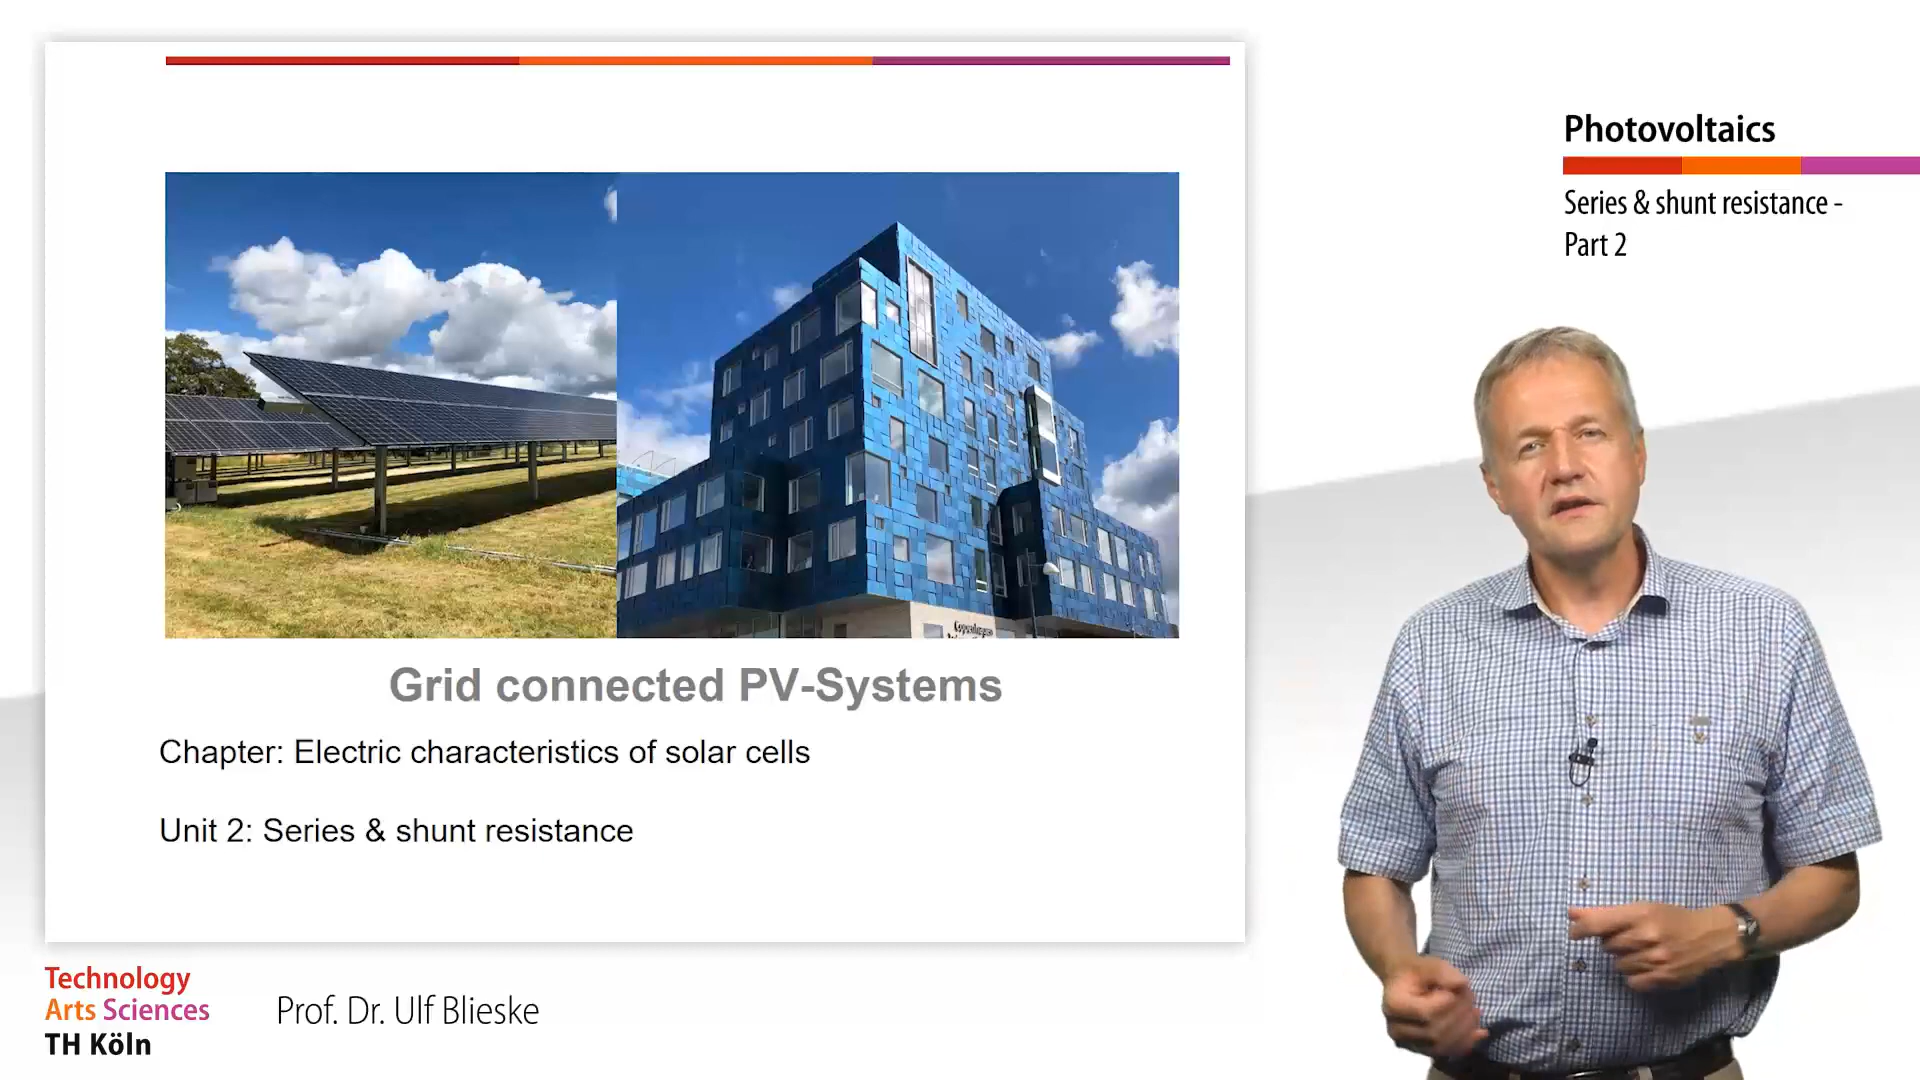 Photovoltaics
Series & shunt resistance -
Part 2
Copenhagen
Grid connected PV-Systems
Chapter: Electric characteristics of solar cells
Unit 2: Series & shunt resistance
Technology
Arts Sciences
TH Köln
Prof. Dr. Ulf Blieske